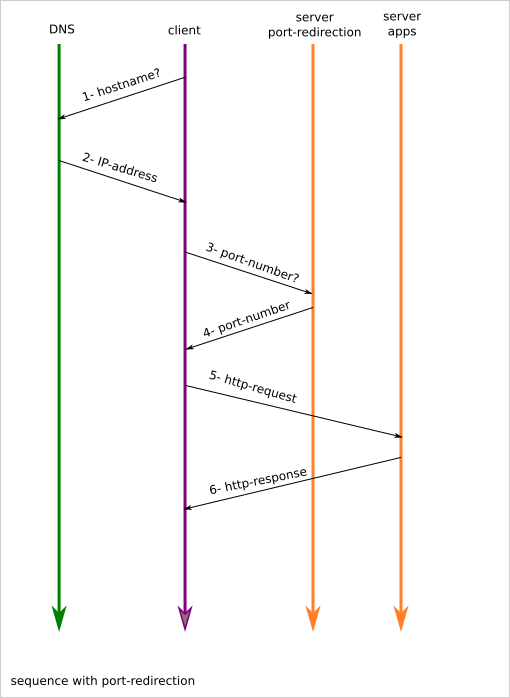 DNS
client
server
port-redirection
server
apps
1- hostname?
2- IP-address
3- port-number?
4- port-number
5- http-request
6- http-response
sequence with port-redirection